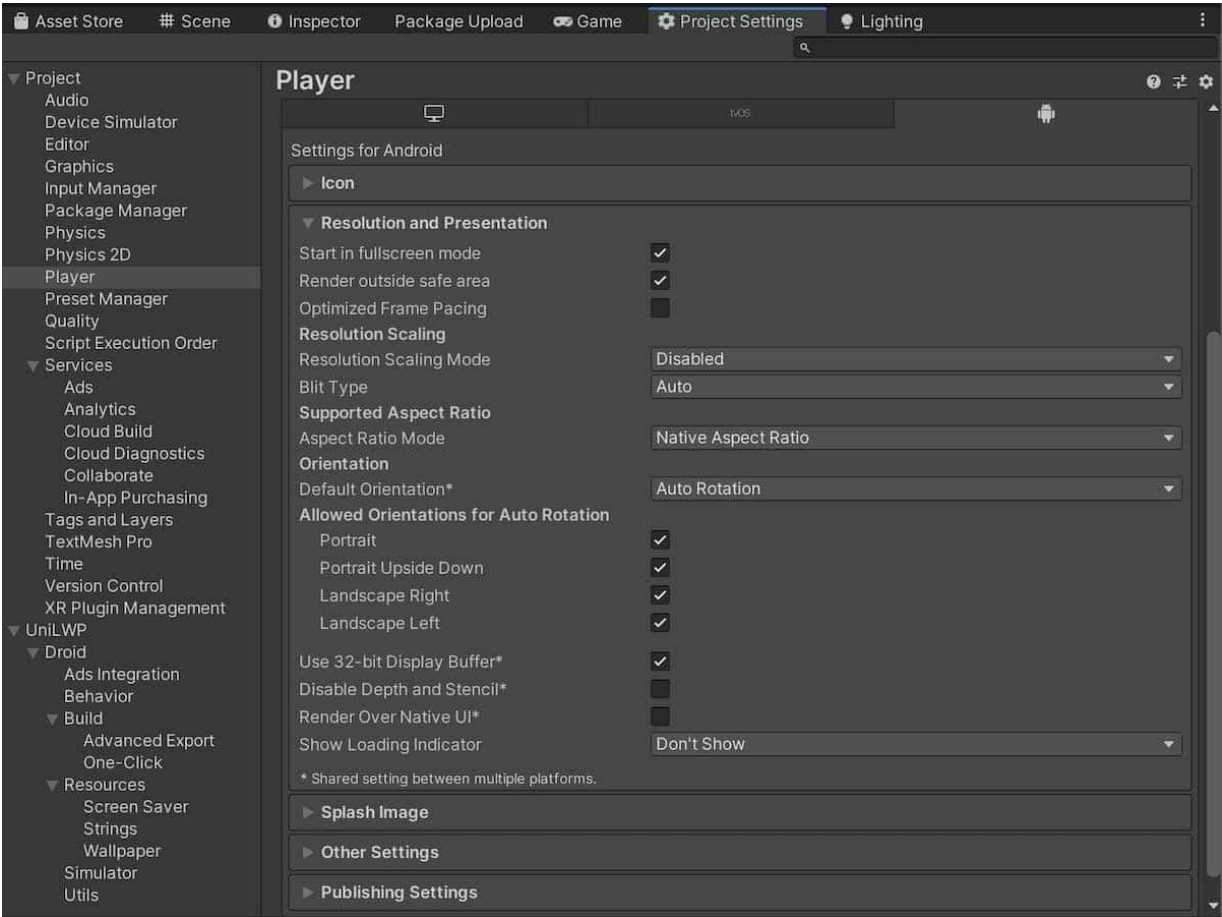 Asset Store
Scene
Inspector
Package Upload
Game
Project Settings
Lighting
Project
Audio
Device Simulator
Editor
Graphics
Input Manager
Package Manager
Physics
Physics 2D
Player
Preset Manager
Quality
Script Execution Order
Services
Ads
Analytics
Cloud Build
Cloud Diagnostics
Collaborate
In-App Purchasing
Tags and Layers
TextMesh Pro
Time
Version Control
XR Plugin Management
UniLWP
Droid
Ads Integration
Behavior
Build
Advanced Export
One-Click
Resources
Screen Saver
Strings
Wallpaper
Simulator
Utils
Player
tvOS
Settings for Android
Icon
Resolution and Presentation
Start in fullscreen mode
Render outside safe area
Optimized Frame Pacing
Resolution Scaling
Resolution Scaling Mode Disabled
Blit Type Auto
Supported Aspect Ratio
Aspect Ratio Mode Native Aspect Ratio
Orientation
Default Orientation* Auto Rotation
Allowed Orientations for Auto Rotation
Portrait
Portrait Upside Down
Landscape Right
Landscape Left
Use 32-bit Display Buffer*
Disable Depth and Stencil*
Render Over Native UI*
Show Loading Indicator Don't Show
* Shared setting between multiple platforms.
Splash Image
Other Settings
Publishing Settings